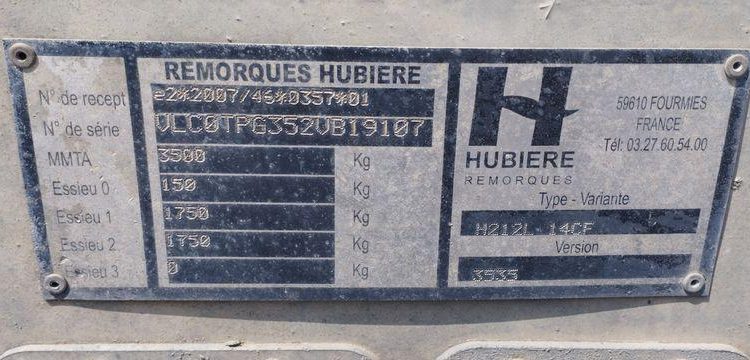 REMORQUES HUBIERE
N° de recept e2*2007/46*0357*01
N° de série VLC0TPG352VB19107
MMTA 3500 Kg
Essieu 0 150 Kg
Essieu 1 1750 Kg
Essieu 2 1750 Kg
Essieu 3 0 Kg
H
HUBIERE
REMORQUES
59610 FOURMIES
FRANCE
Tél: 03.27.60.54.00
Type - Variante
H212L 14CF
Version
3535